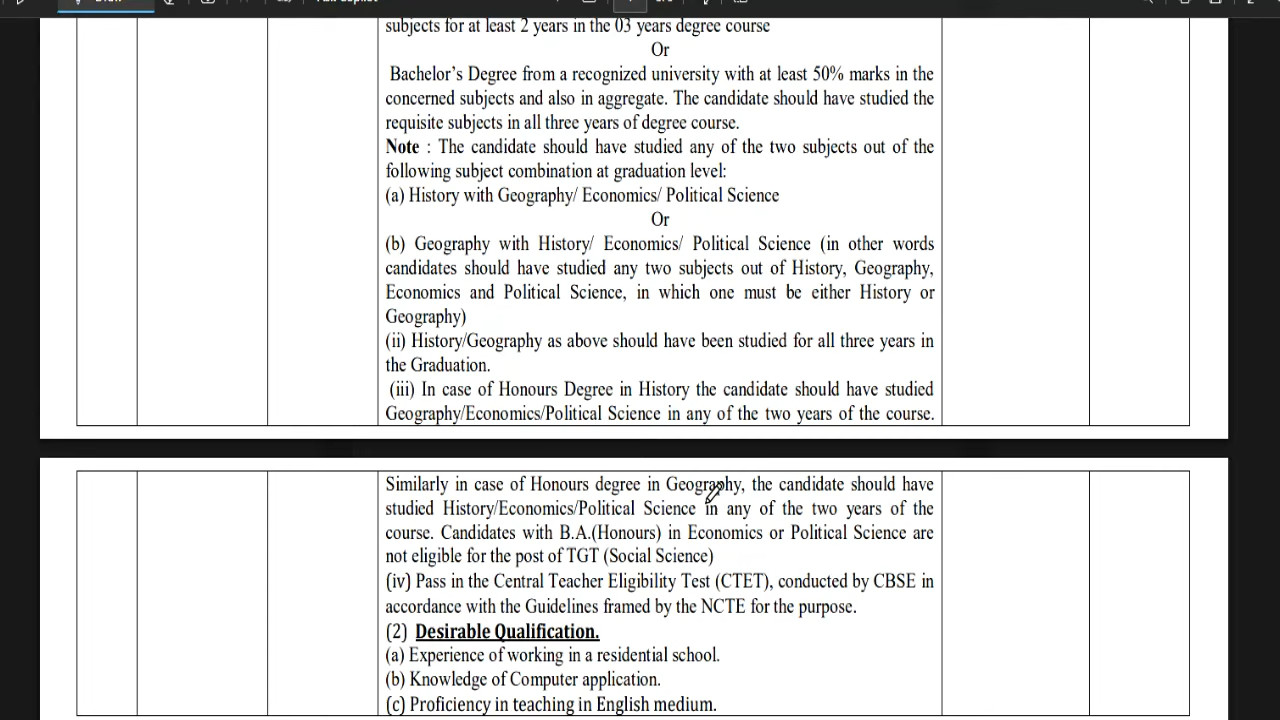 subjects for at least 2 years in the 03 years degree course
Or
Bachelor’s Degree from a recognized university with at least 50% marks in the
concerned subjects and also in aggregate. The candidate should have studied the
requisite subjects in all three years of degree course.
Note : The candidate should have studied any of the two subjects out of the
following subject combination at graduation level:
(a) History with Geography/ Economics/ Political Science
Or
(b) Geography with History/ Economics/ Political Science (in other words
candidates should have studied any two subjects out of History, Geography,
Economics and Political Science, in which one must be either History or
Geography)
(ii) History/Geography as above should have been studied for all three years in
the Graduation.
(iii) In case of Honours Degree in History the candidate should have studied
Geography/Economics/Political Science in any of the two years of the course.
Similarly in case of Honours degree in Geography, the candidate should have
studied History/Economics/Political Science in any of the two years of the
course. Candidates with B.A.(Honours) in Economics or Political Science are
not eligible for the post of TGT (Social Science)
(iv) Pass in the Central Teacher Eligibility Test (CTET), conducted by CBSE in
accordance with the Guidelines framed by the NCTE for the purpose.
(2) Desirable Qualification.
(a) Experience of working in a residential school.
(b) Knowledge of Computer application.
(c) Proficiency in teaching in English medium.